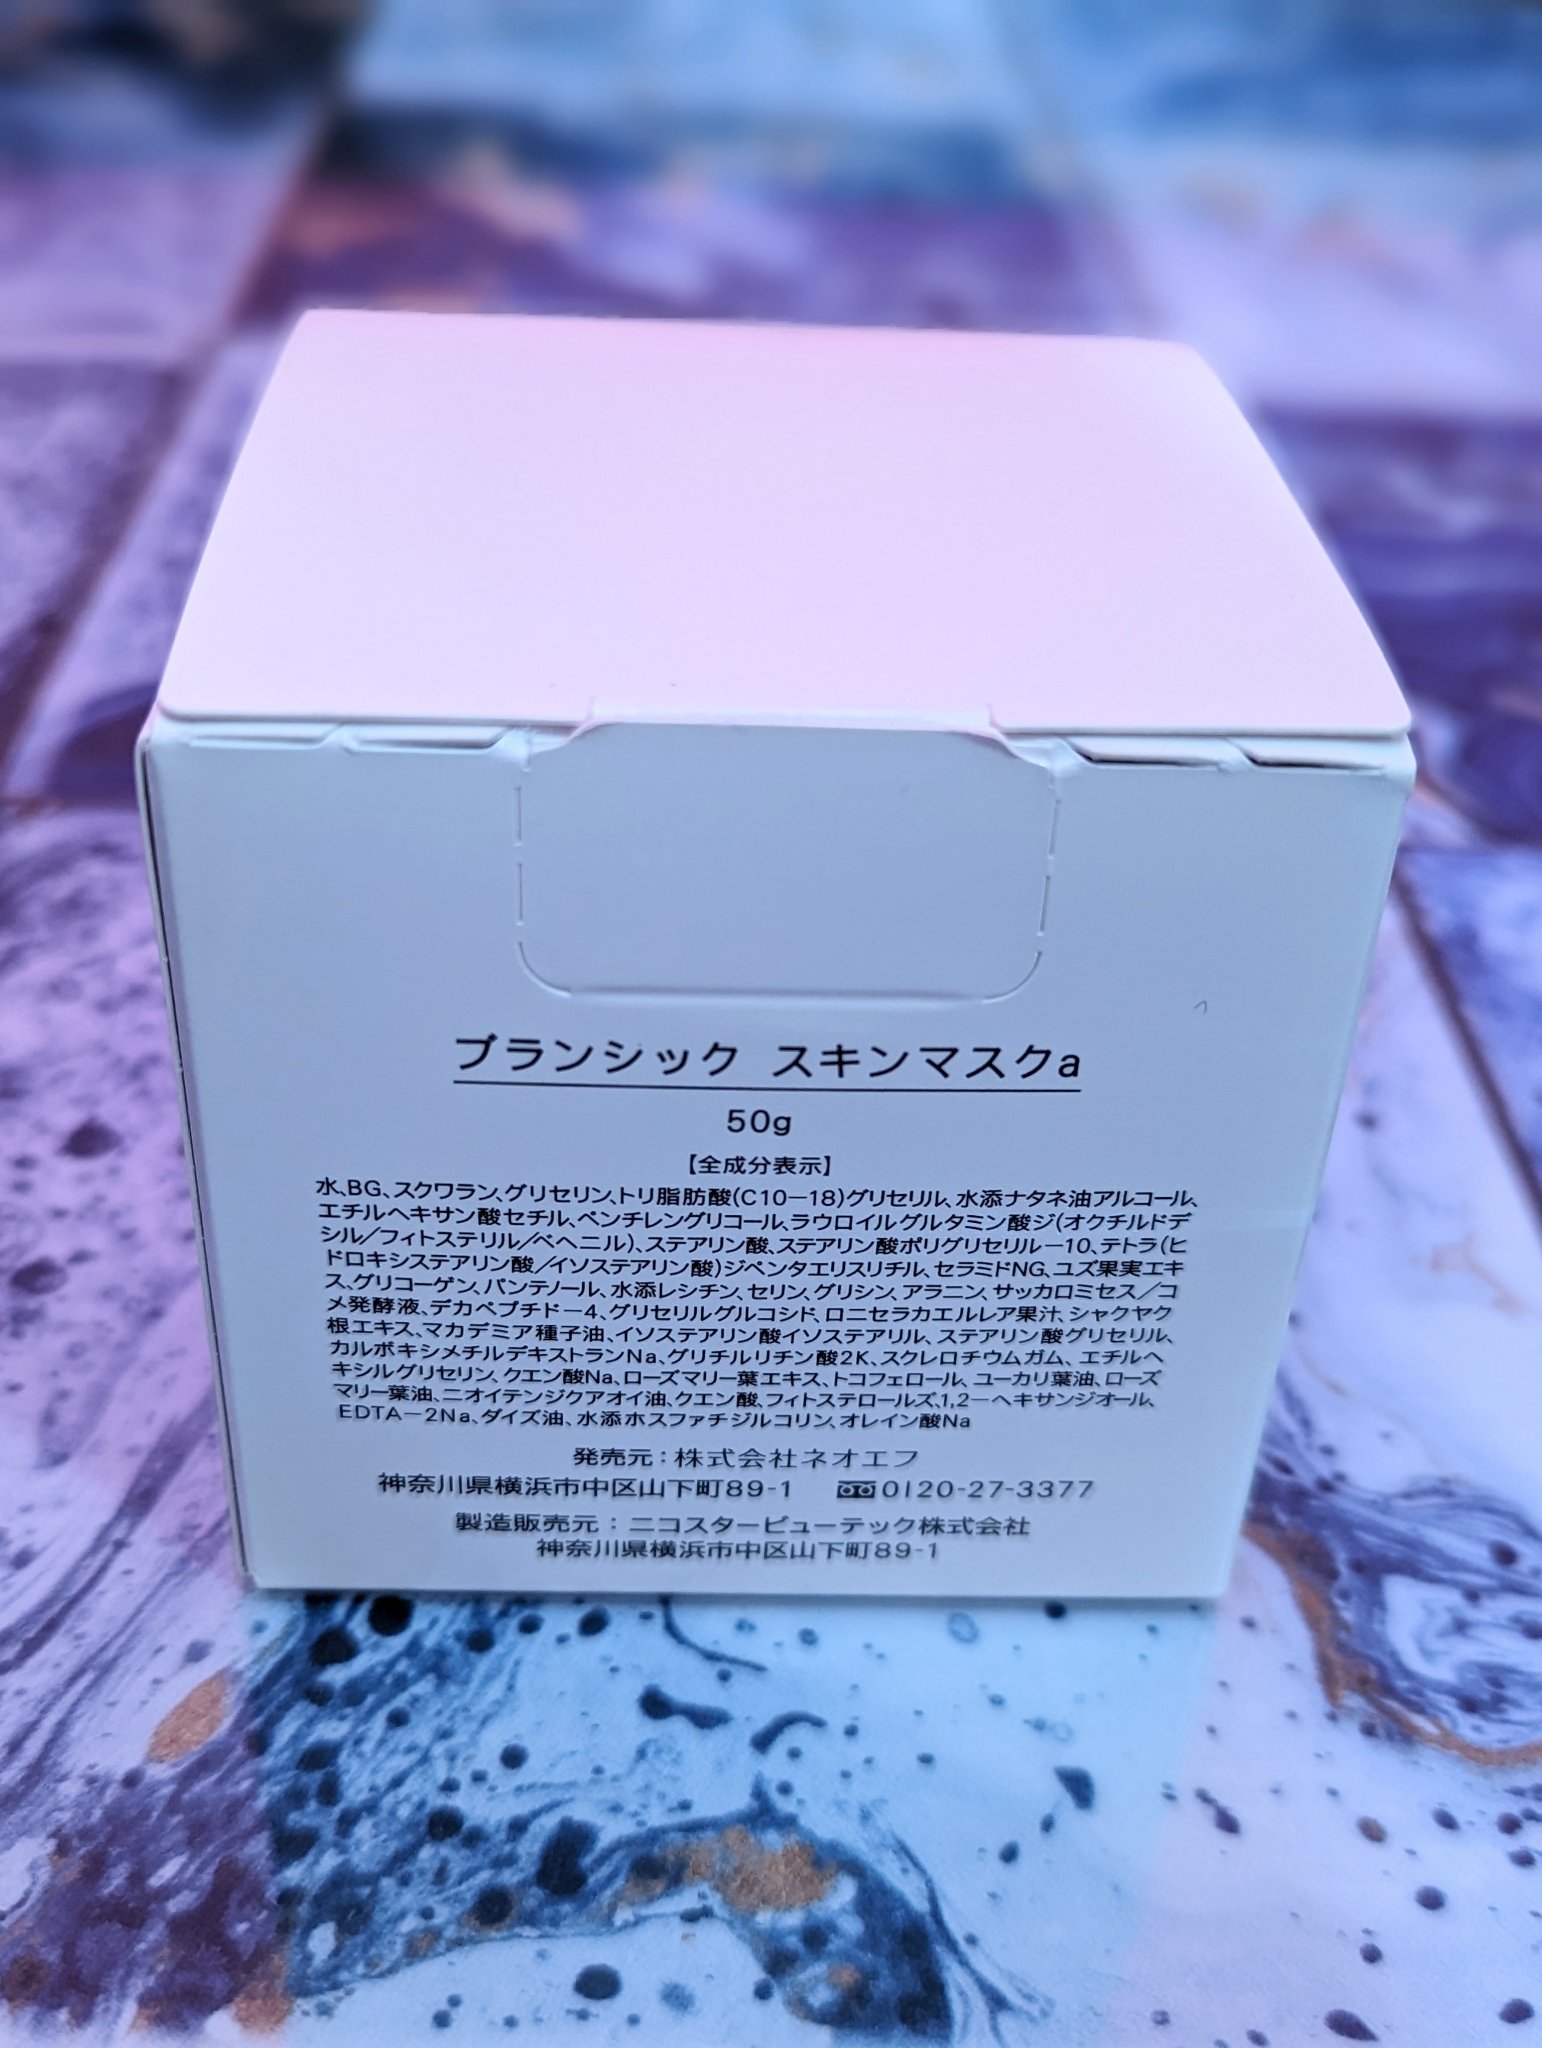 ブランシック スキンマスクa
50g
【全成分表示】
水、BG、スクワラン、グリセリン、トリ脂肪酸(C10－18)グリセリル、水添ナタネ油アルコール、
エチルヘキサン酸セチル、ペンチレングリコール、ラウロイルグルタミン酸ジ(オクチルドデ
シル／フィトステリル／ベヘニル)、ステアリン酸、ステアリン酸ポリグリセリル－10、テトラ(ヒ
ドロキシステアリン酸／イソステアリン酸)ジペンタエリスリチル、セラミドNG、ユズ果実エキ
ス、グリコーゲン、パンテノール、水添レシチン、セリン、グリシン、アラニン、サッカロミセス／コ
メ発酵液、デカペプチド－4、グリセリルグルコシド、ロニセラカエルレア果汁、シャクヤク
根エキス、マカデミア種子油、イソステアリン酸イソステアリル、ステアリン酸グリセリル、
カルボキシメチルデキストランNa、グリチルリチン酸2K、スクレロチウムガム、エチルヘ
キシルグリセリン、クエン酸Na、ローズマリー葉エキス、トコフェロール、ユーカリ葉油、ローズ
マリー葉油、ニオイテンジクアオイ油、クエン酸、フィトステロールズ、1,2－ヘキサンジオール、
EDTA－2Na、ダイズ油、水添ホスファチジルコリン、オレイン酸Na
発売元：株式会社ネオエフ
神奈川県横浜市中区山下町89-1 0120-27-3377
製造販売元：ニコスタービューテック株式会社
神奈川県横浜市中区山下町89-1